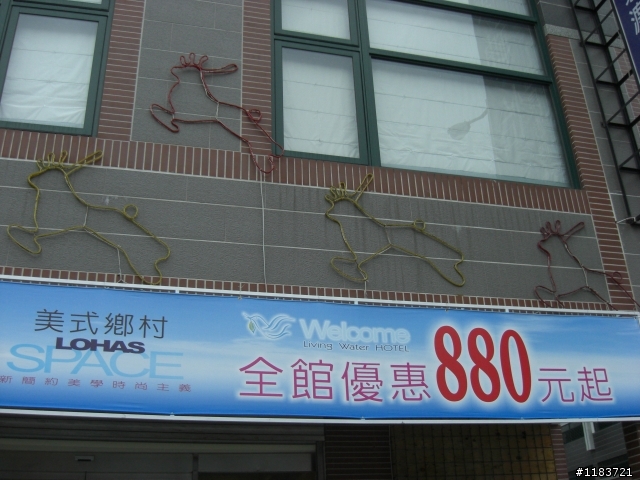 美式鄉村
LOHAS
SPACE
新簡約美學時尚主義
Welcome
Living Water HOTEL
全館優惠880元起
#1183721